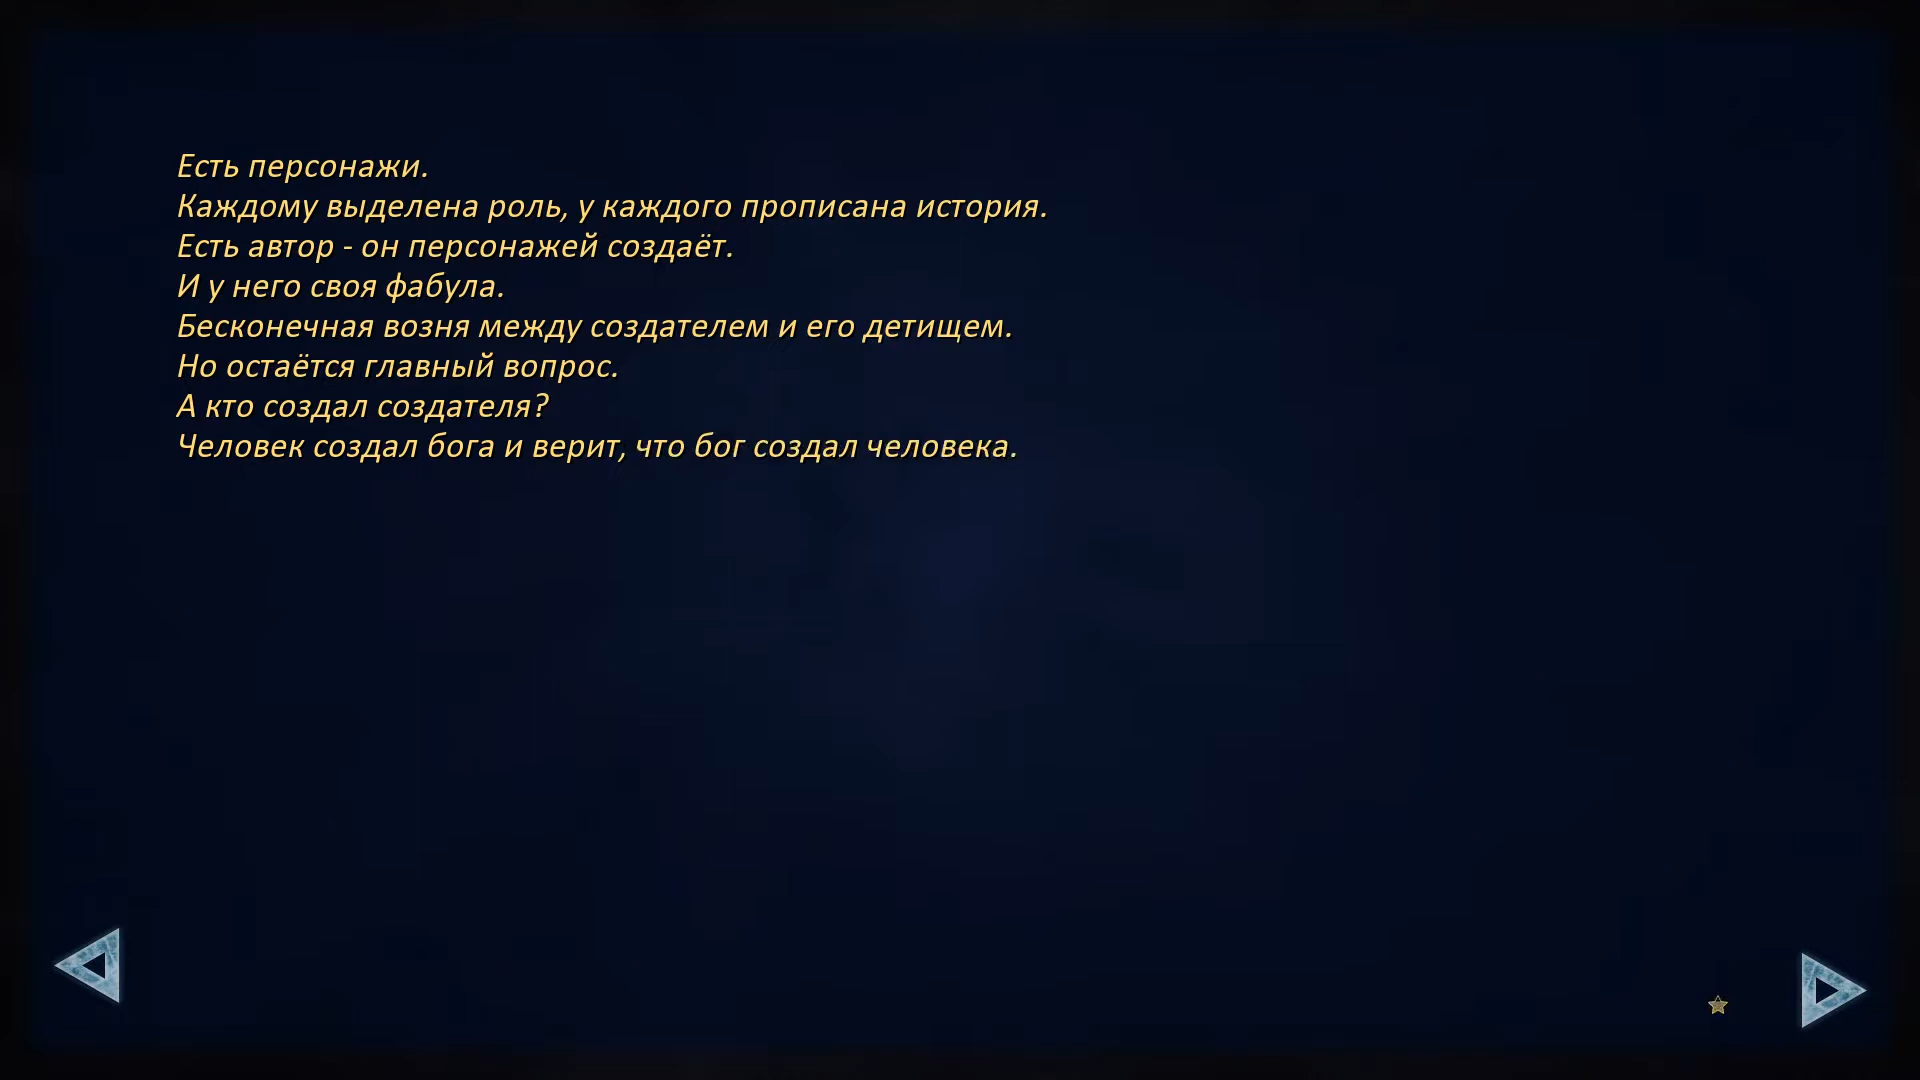 Есть персонажи.
Каждому выделена роль, у каждого прописана история.
Есть автор - он персонажей создаёт.
И у него своя фабула.
Бесконечная возня между создателем и его детищем.
Но остаётся главный вопрос.
А кто создал создателя?
Человек создал бога и верит, что бог создал человека.